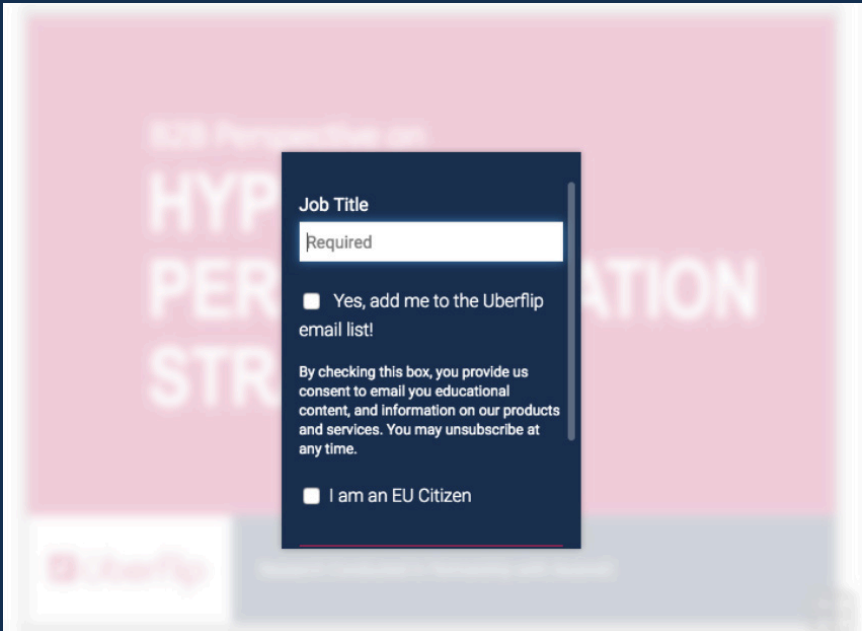 B2B Perspective on
HYP
PER ATION
STR
Job Title
Required
Yes, add me to the Uberflip
email list!
By checking this box, you provide us
consent to email you educational
content, and information on our products
and services. You may unsubscribe at
any time.
I am an EU Citizen
Uberflip